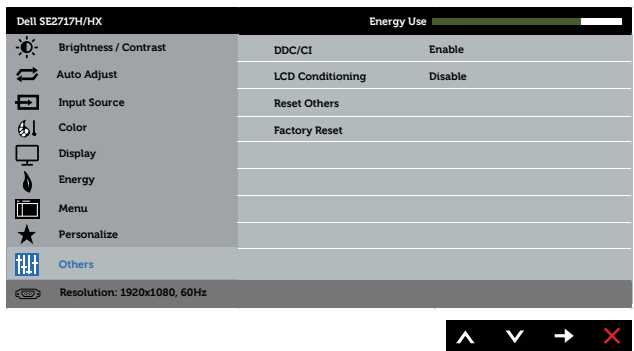 Dell SE2717H/HX
Energy Use
Brightness / Contrast
DDC/CI Enable
Auto Adjust
LCD Conditioning Disable
Input Source
Reset Others
Color
Factory Reset
Display
Energy
Menu
Personalize
Others
Resolution: 1920x1080, 60Hz